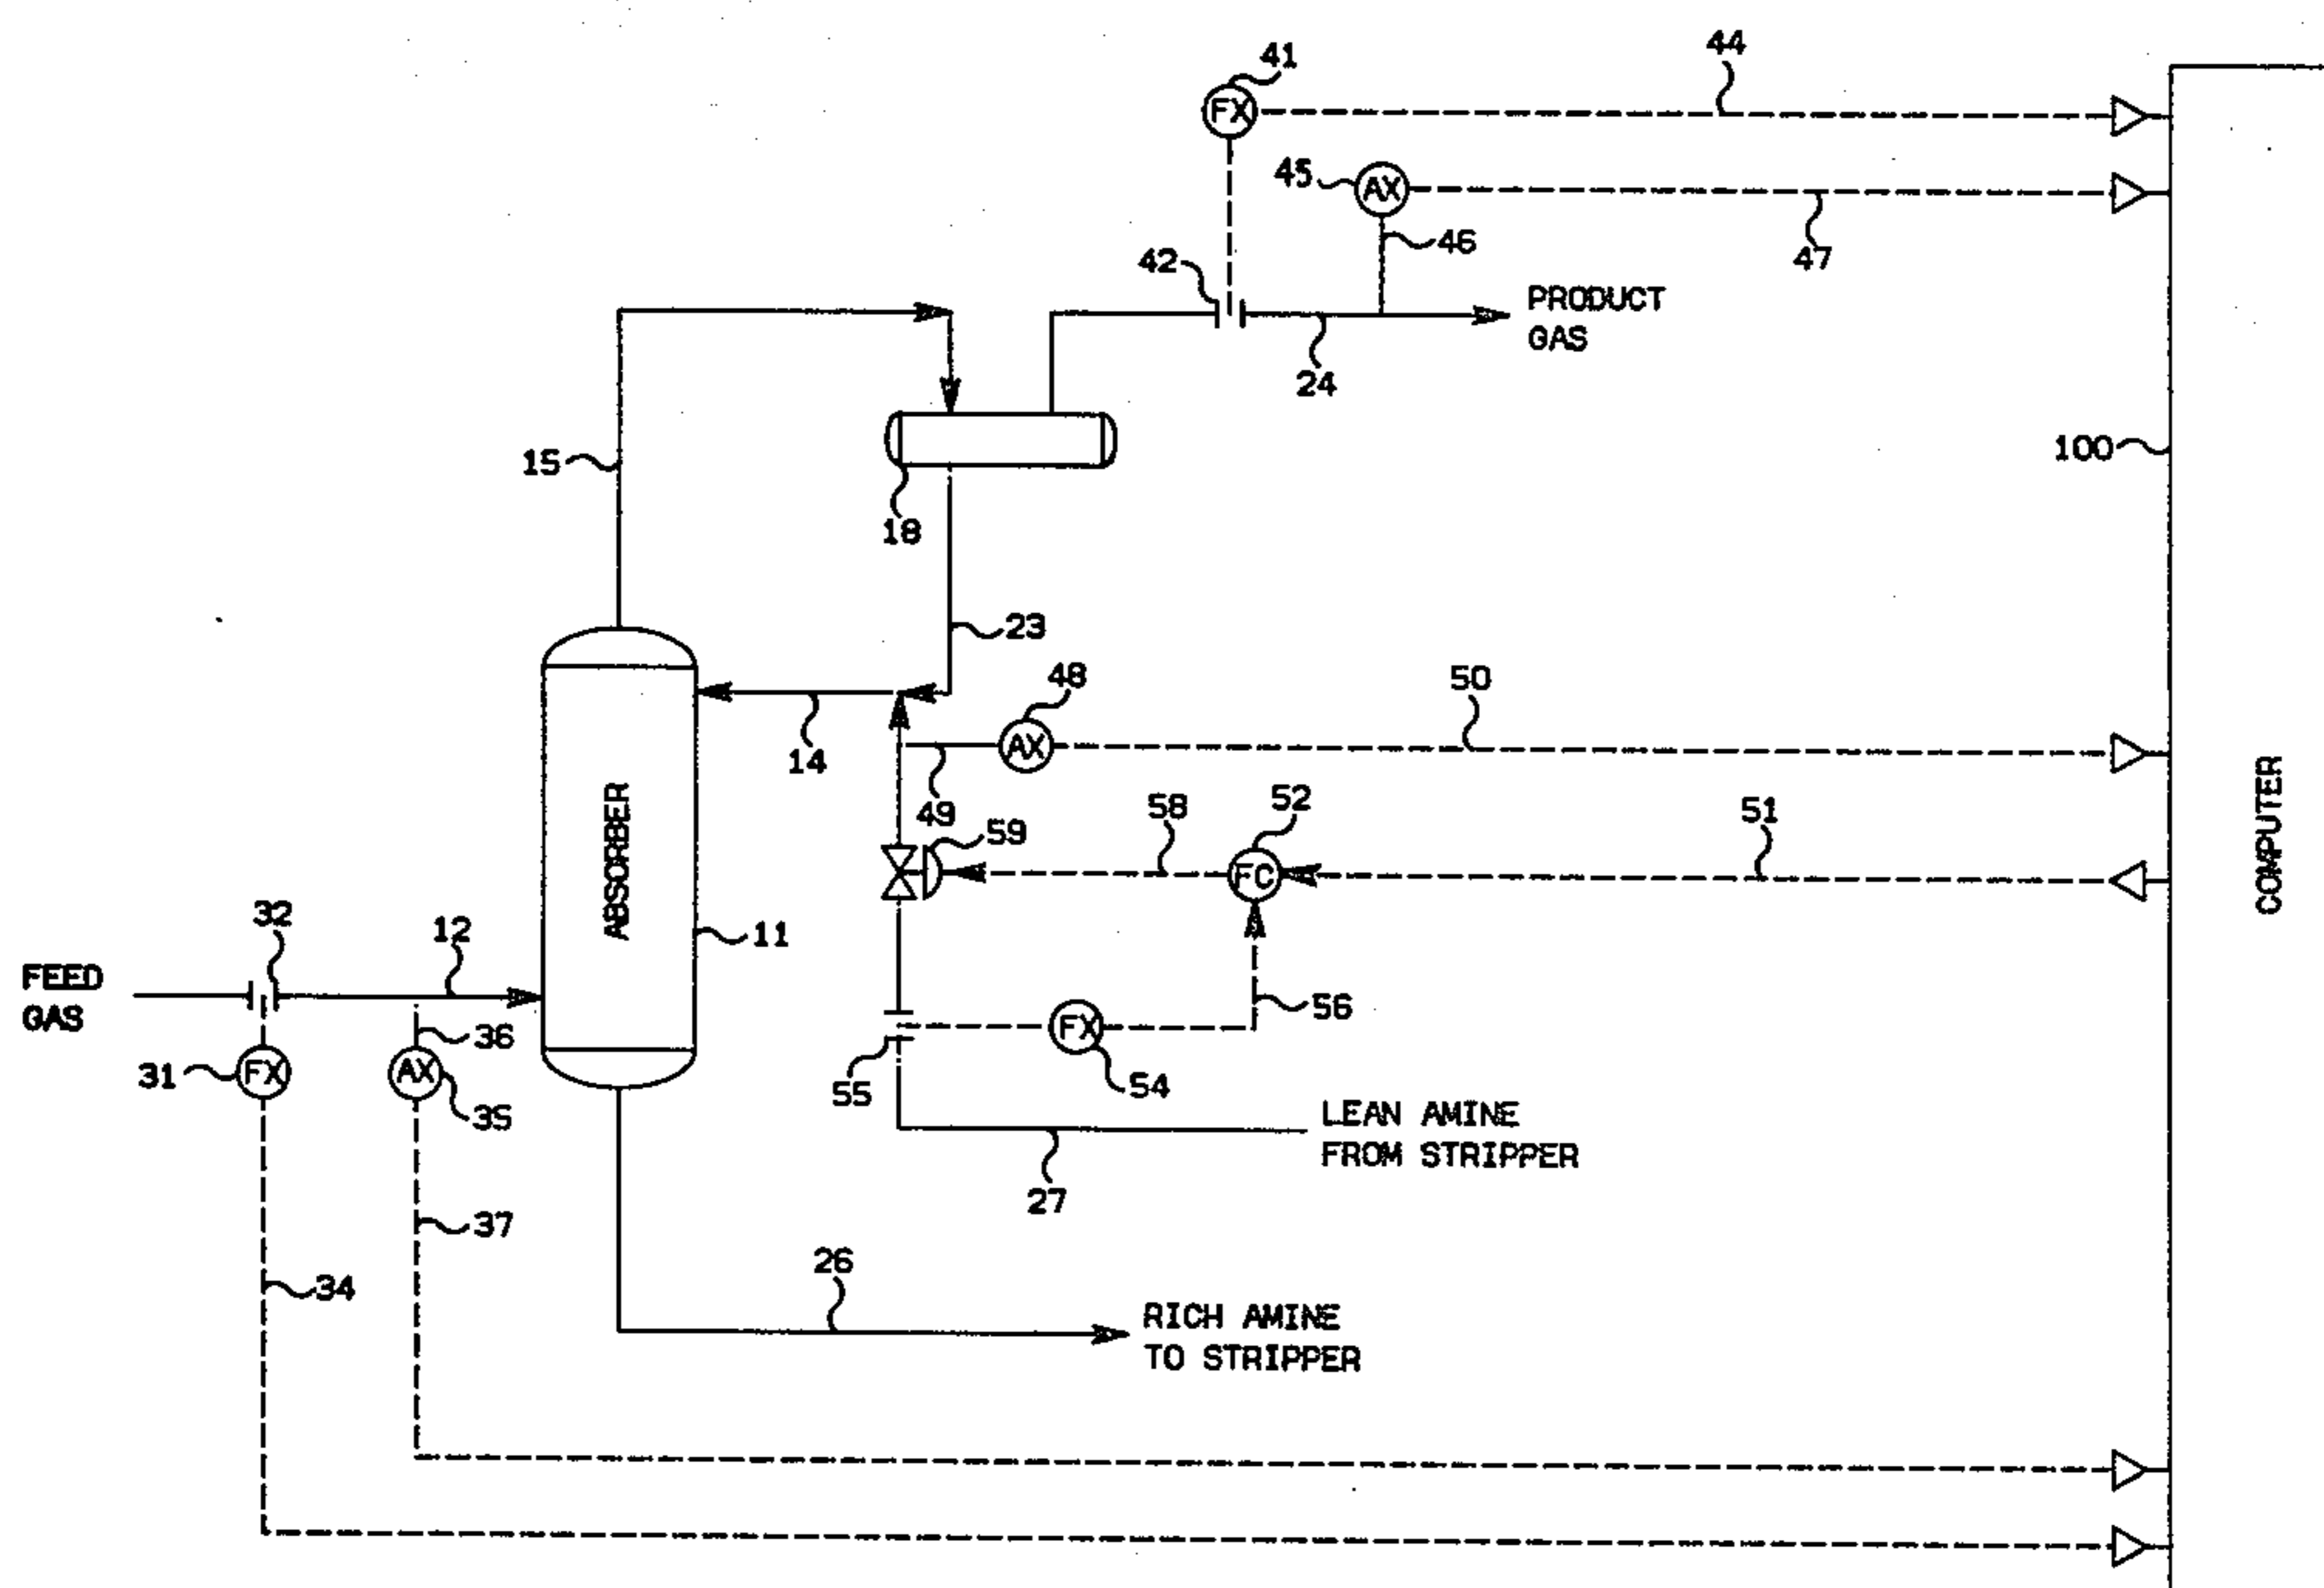 41
44
FX
45
AX
46
47
42
PRODUCT
GAS
24
15
18
100
23
48
50
AX
14
49
59
58
52
51
FC
ABSORBER
COMPUTER
32
12
11
FEED
GAS
36
56
31
FX
AX
35
FX
55
54
LEAN AMINE
FROM STRIPPER
27
37
26
34
RICH AMINE
TO STRIPPER